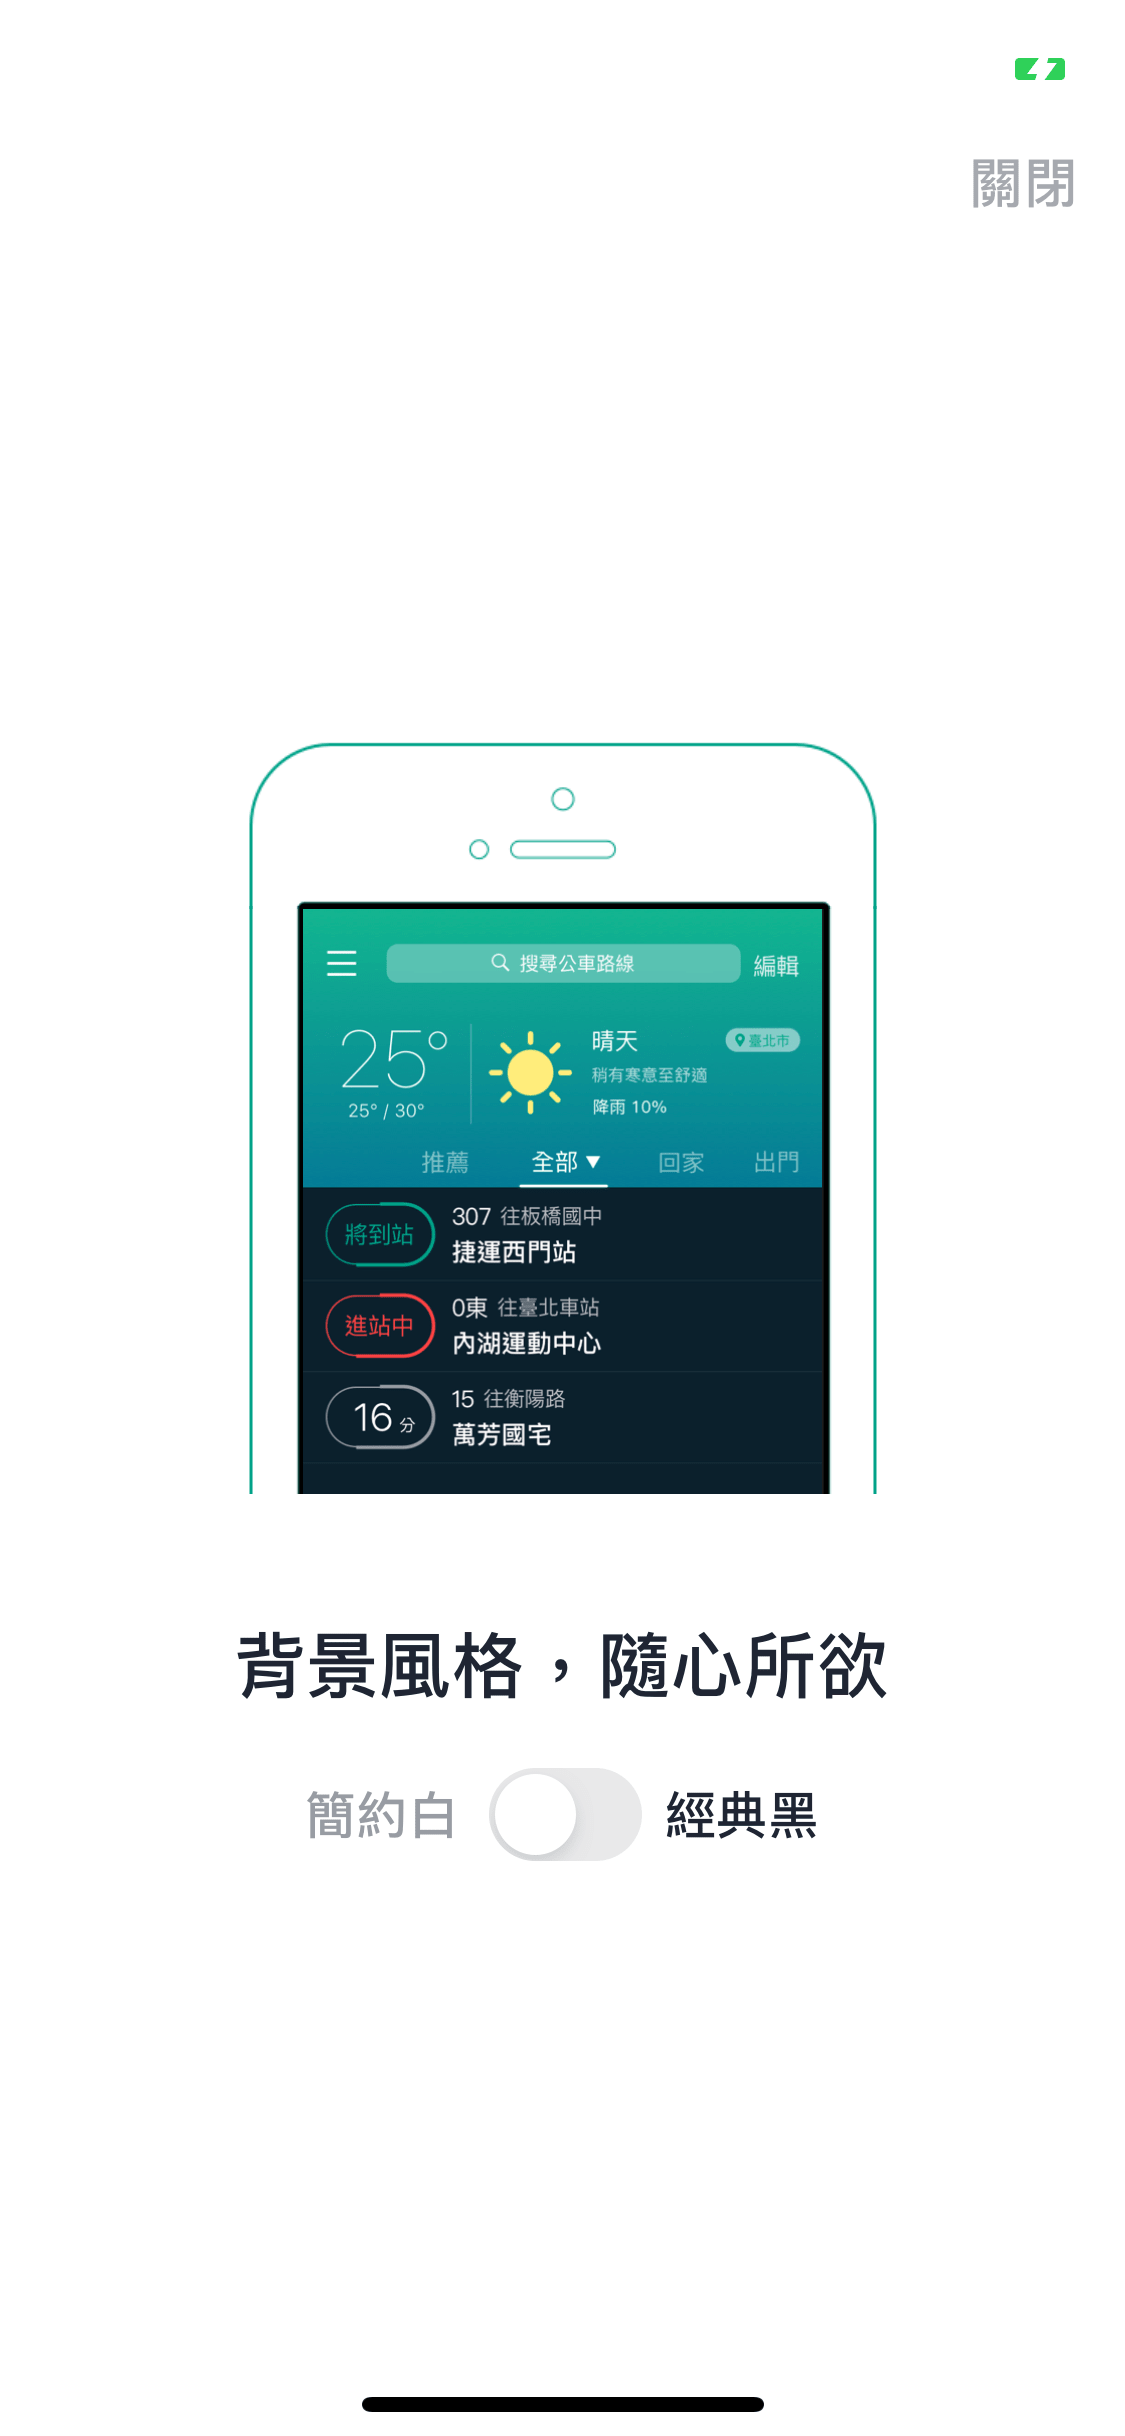 關閉
搜尋公車路線
編輯
25°
25° / 30°
晴天
臺北市
稍有寒意至舒適
降雨 10%
推薦 全部 ▼ 回家 出門
將到站
307 往板橋國中
捷運西門站
進站中
0東 往臺北車站
內湖運動中心
16 分
15 往衡陽路
萬芳國宅
背景風格，隨心所欲
簡約白 經典黑